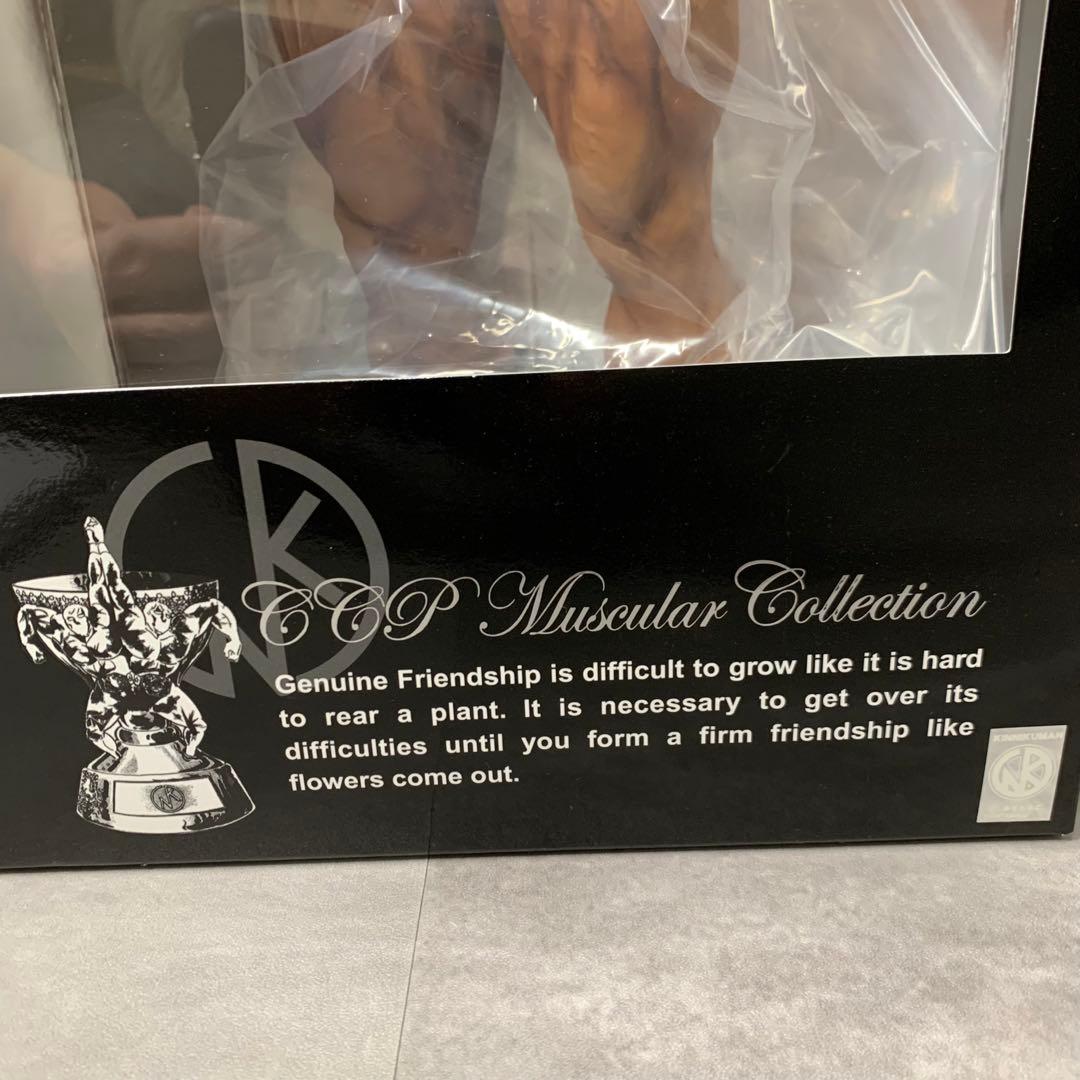 CCP Muscular Collection
Genuine Friendship is difficult to grow like it is hard
to rear a plant. It is necessary to get over its
difficulties until you form a firm friendship like
flowers come out.
KINNIKUMAN